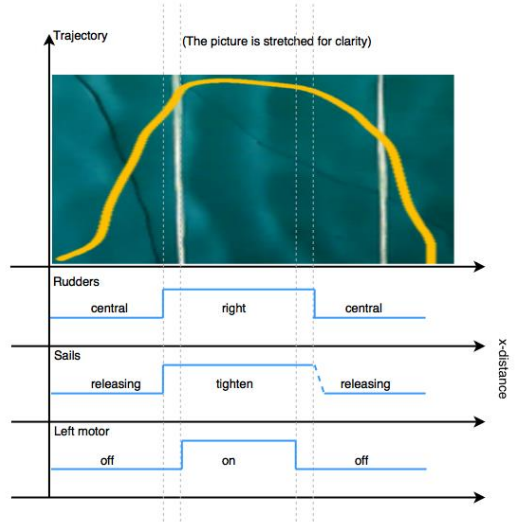 Trajectory
(The picture is stretched for clarity)
Rudders
central right central
Sails
releasing tighten releasing
x-distance
Left motor
off on off